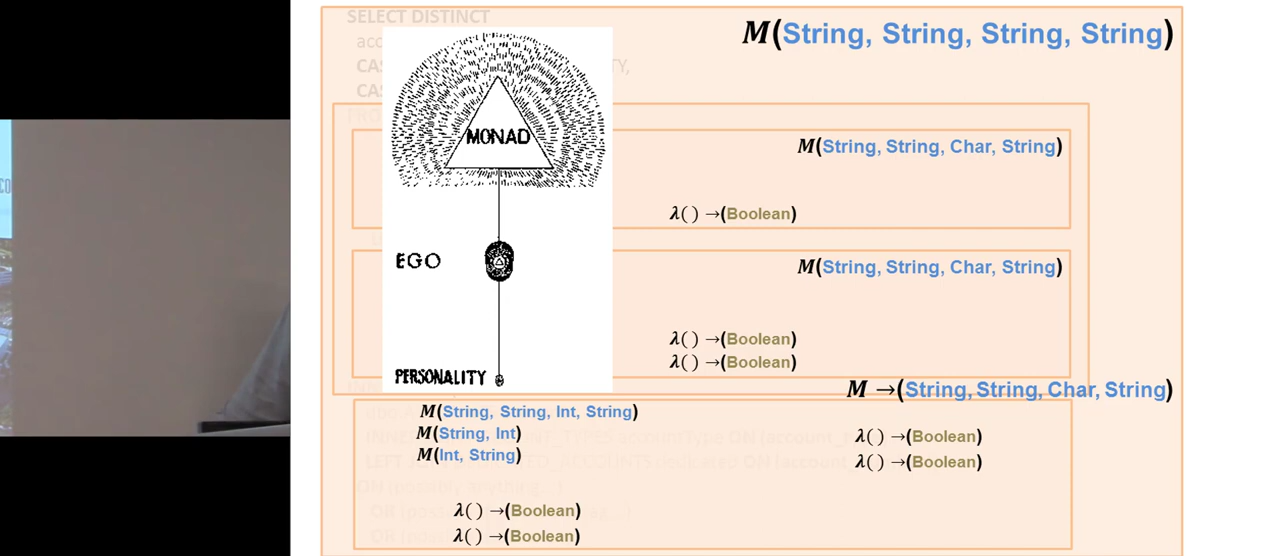 SELECT DISTINCT
M(String, String, String, String)
MONAD
M(String, String, Char, String)
λ() →(Boolean)
EGO
M(String, String, Char, String)
λ() →(Boolean)
λ() →(Boolean)
PERSONALITY
M →(String, String, Char, String)
M(String, String, Int, String)
M(String, Int)
M(Int, String)
λ() →(Boolean)
λ() →(Boolean)
λ() →(Boolean)
λ() →(Boolean)